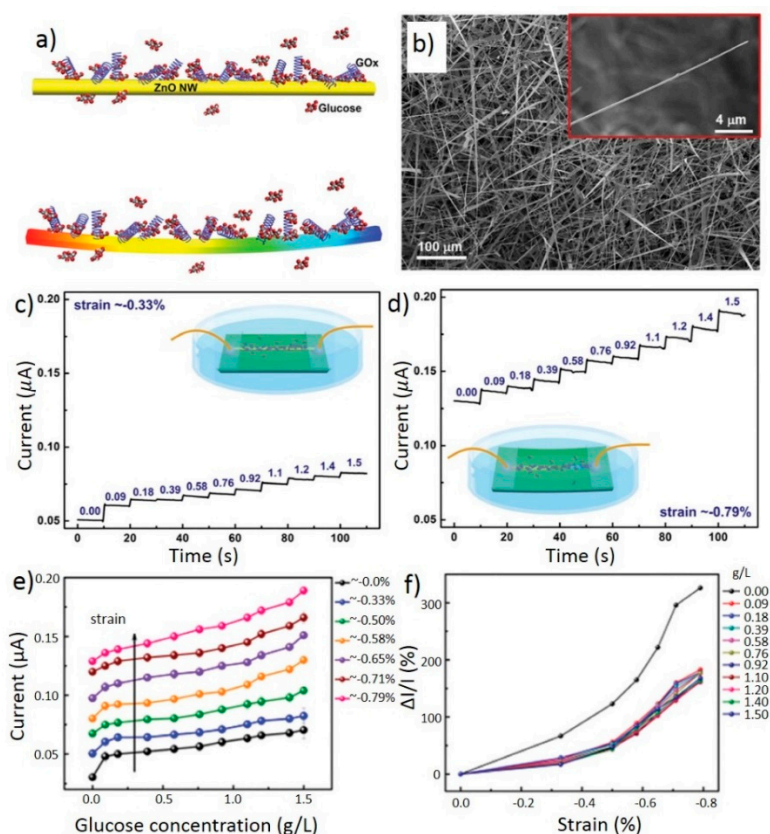 a)
GOx
ZnO NW
Glucose
b)
4 μm
100 μm
c)
strain ~-0.33%
0.20
0.15
0.10
0.05
Current (μA)
0.00
0.09
0.18
0.39
0.58
0.76
0.92
1.1
1.2
1.4
1.5
0 20 40 60 80 100
Time (s)
d)
0.20
0.15
0.10
0.05
Current (μA)
0.00
0.09
0.18
0.39
0.58
0.76
0.92
1.1
1.2
1.4
1.5
strain ~-0.79%
0 20 40 60 80 100
Time (s)
e)
0.20
0.15
0.10
0.05
Current (μA)
strain
~-0.0%
~-0.33%
~-0.50%
~-0.58%
~-0.65%
~-0.71%
~-0.79%
0.0 0.5 1.0 1.5
Glucose concentration (g/L)
f)
300
150
0
ΔI/I (%)
g/L
0.00
0.09
0.18
0.39
0.58
0.76
0.92
1.10
1.20
1.40
1.50
-0.0 -0.4 -0.6 -0.8
Strain (%)